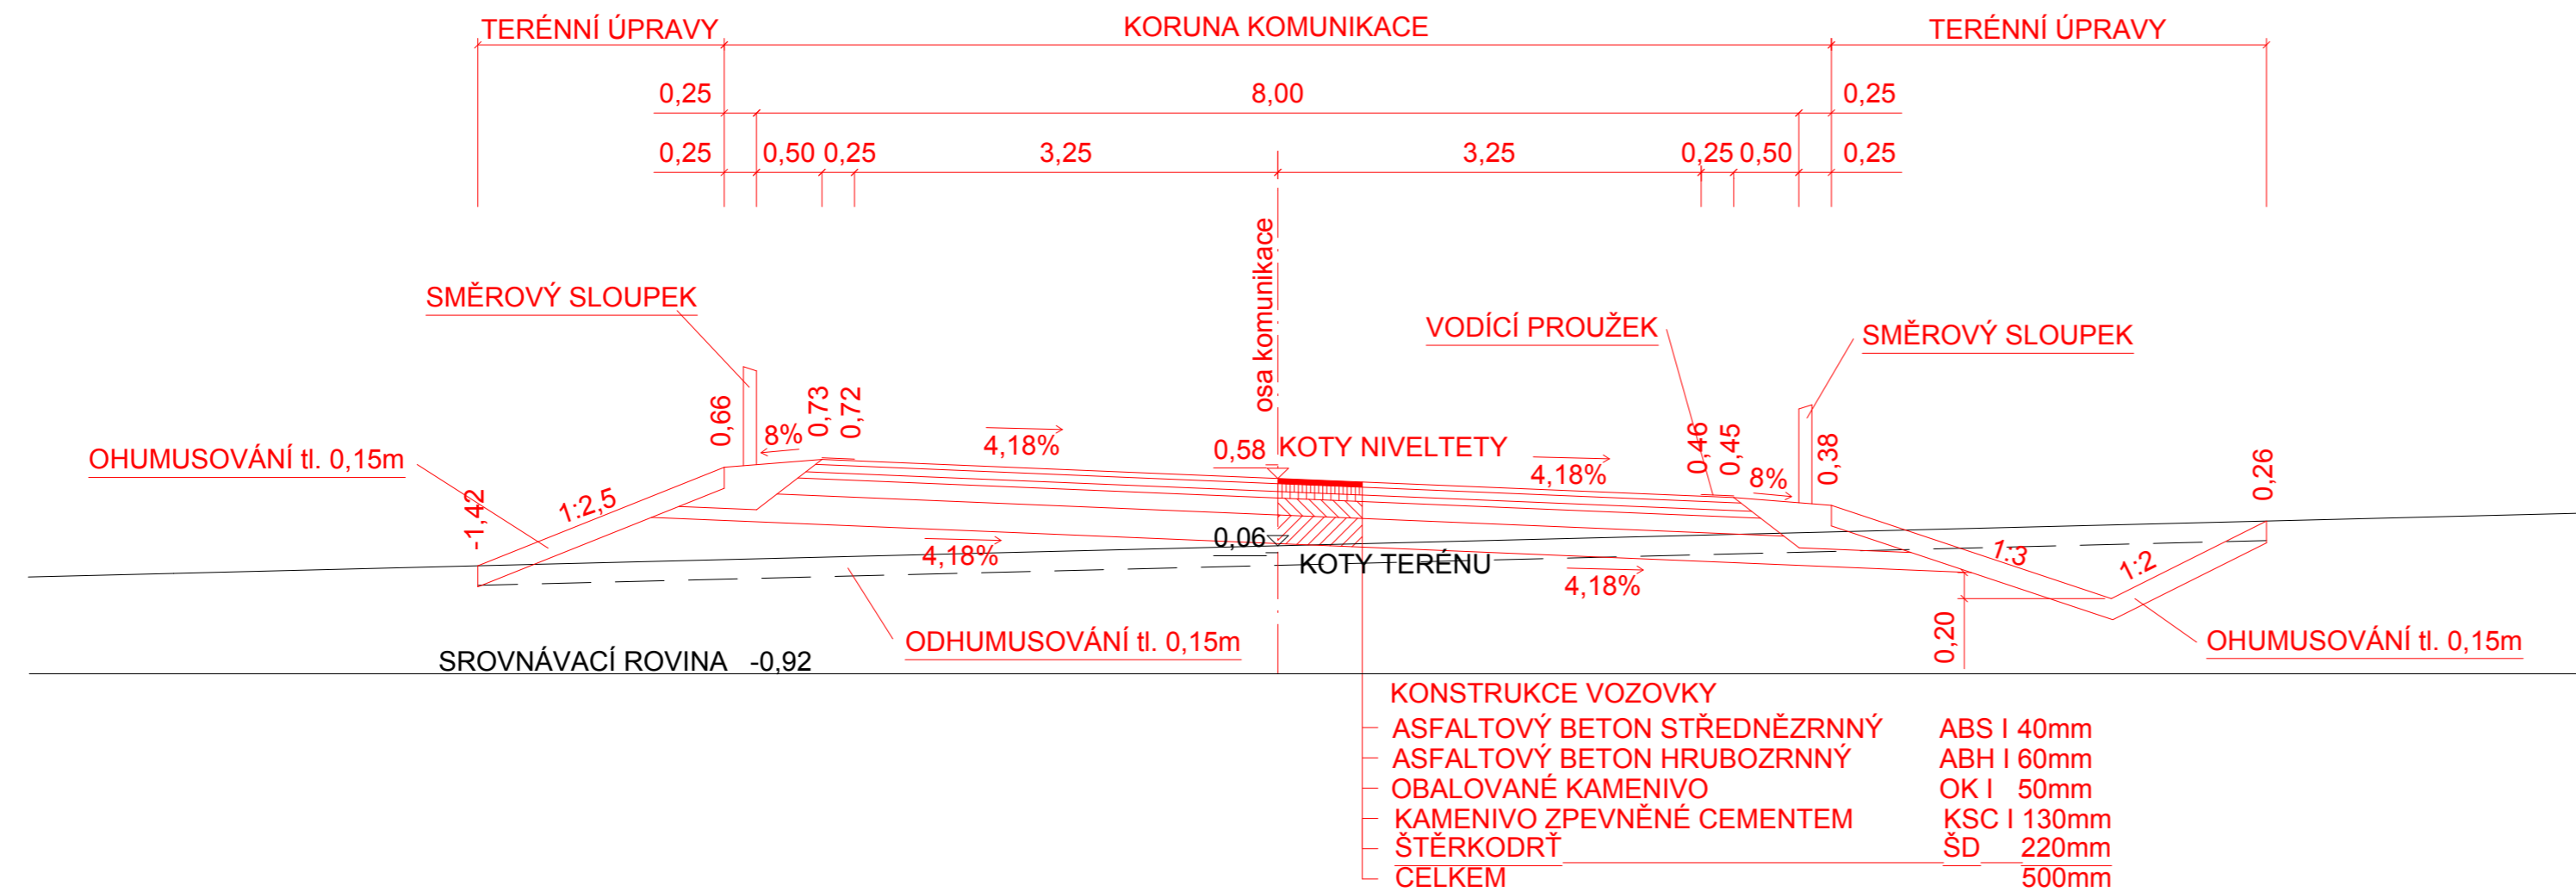 TERÉNNÍ ÚPRAVY KORUNA KOMUNIKACE TERÉNNÍ ÚPRAVY
0,25 8,00 0,25
0,25 0,50 0,25 3,25 3,25 0,25 0,50 0,25
osa komunikace
SMĚROVÝ SLOUPEK
VODÍCÍ PROUŽEK
SMĚROVÝ SLOUPEK
0,66 8% 0,73 0,72
4,18%
0,58 KOTY NIVELTETY
4,18%
0,46 0,45 8% 0,38
0,26
OHUMUSOVÁNÍ tl. 0,15m
-1,42
1:2,5
4,18%
0,06
KOTY TERÉNU
4,18%
1:3
1:2
0,20
ODHUMUSOVÁNÍ tl. 0,15m
OHUMUSOVÁNÍ tl. 0,15m
SROVNÁVACÍ ROVINA -0,92
KONSTRUKCE VOZOVKY
ASFALTOVÝ BETON STŘEDNĚZRNNÝ ABS I 40mm
ASFALTOVÝ BETON HRUBOZRNNÝ ABH I 60mm
OBALOVANÉ KAMENIVO OK I 50mm
KAMENIVO ZPEVNĚNÉ CEMENTEM KSC I 130mm
ŠTĚRKODRŤ ŠD 220mm
CELKEM 500mm